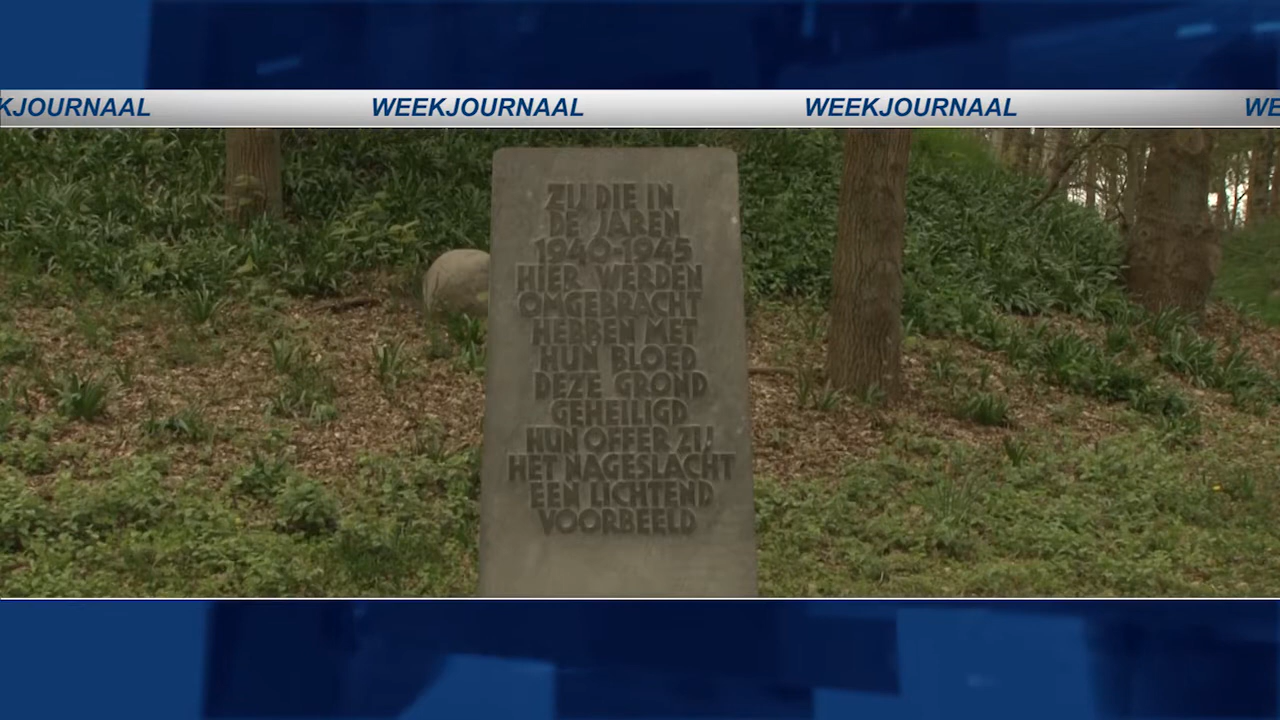 KJOURNAAL WEEKJOURNAAL WEEKJOURNAAL WE
ZIJ DIE IN
DE JAREN
1940-1945
HIER WERDEN
OMGEBRACHT
HEBBEN MET
HUN BLOED
DEZE GROND
GEHEILIGD
HUN OFFER ZIJ
HET NAGESLACHT
EEN LICHTEND
VOORBEELD